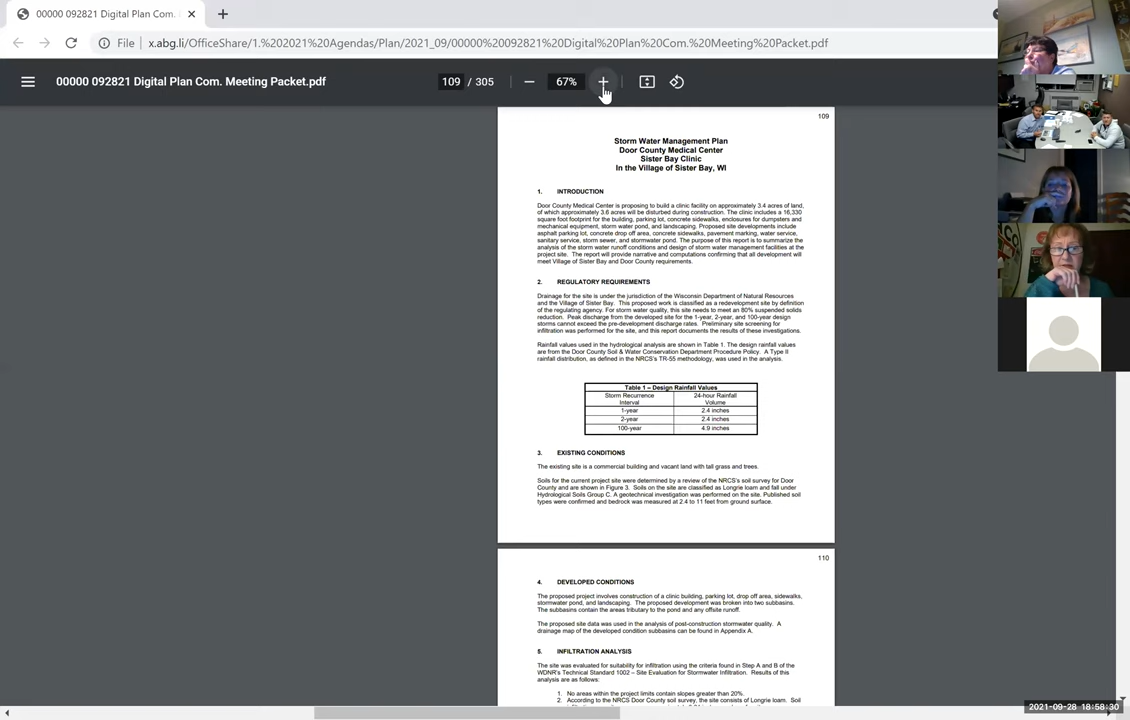 00000 092821 Digital Plan Com.
File
x.abg.li/OfficeShare/1.%202021%20Agendas/Plan/2021_09/00000%20092821%20Digital%20Plan%20Com.%20Meeting%20Packet.pdf
00000 092821 Digital Plan Com. Meeting Packet.pdf
109 / 305
67%
109
Storm Water Management Plan
Door County Medical Center
Sister Bay Clinic
In the Village of Sister Bay, WI
1. INTRODUCTION
Door County Medical Center is proposing to build a clinic facility on approximately 3.4 acres of land,
of which approximately 3.6 acres will be disturbed during construction. The clinic includes a 16,330
square foot footprint for the building, parking lot, concrete sidewalks, enclosures for dumpsters and
mechanical equipment, storm water pond, and landscaping. Proposed site developments include
asphalt parking lot, concrete drop off area, concrete sidewalks, pavement marking, water service,
sanitary service, storm sewer, and stormwater pond. The purpose of this report is to summarize the
analysis of the storm water runoff conditions and design of storm water management facilities at the
project site. The report will provide narrative and computations confirming that all development will
meet Village of Sister Bay and Door County requirements.
2. REGULATORY REQUIREMENTS
Drainage for the site is under the jurisdiction of the Wisconsin Department of Natural Resources
and the Village of Sister Bay. This proposed work is classified as a redevelopment site by definition
of the regulating agency. For storm water quality, this site needs to meet an 80% suspended solids
reduction. Peak discharge from the developed site for the 1-year, 2-year, and 100-year design
storms cannot exceed the pre-development discharge rates. Preliminary site screening for
infiltration was performed for the site, and this report documents the results of these investigations.
Rainfall values used in the hydrological analysis are shown in Table 1. The design rainfall values
are from the Door County Soil & Water Conservation Department Procedure Policy. A Type II
rainfall distribution, as defined in the NRCS's TR-55 methodology, was used in the analysis.
Table 1 – Design Rainfall Values
Storm Recurrence Interval 24-hour Rainfall Volume
1-year 2.4 inches
2-year 2.4 inches
100-year 4.9 inches
3. EXISTING CONDITIONS
The existing site is a commercial building and vacant land with tall grass and trees.
Soils for the current project site were determined by a review of the NRCS's soil survey for Door
County and are shown in Figure 3. Soils on the site are classified as Longrie loam and fall under
Hydrological Soils Group C. A geotechnical investigation was performed on the site. Published soil
types were confirmed and bedrock was measured at 2.4 to 11 feet from ground surface.
110
4. DEVELOPED CONDITIONS
The proposed project involves construction of a clinic building, parking lot, drop off area, sidewalks,
stormwater pond, and landscaping. The proposed development was broken into two subbasins.
The subbasins contain the areas tributary to the pond and any offsite runoff.
The proposed site data was used in the analysis of post-construction stormwater quality. A
drainage map of the developed condition subbasins can be found in Appendix A.
5. INFILTRATION ANALYSIS
The site was evaluated for suitability for infiltration using the criteria found in Step A and B of the
WDNR's Technical Standard 1002 – Site Evaluation for Stormwater Infiltration. Results of this
analysis are as follows:
1. No areas within the project limits contain slopes greater than 20%.
2. According to the NRCS Door County soil survey, the site consists of Longrie loam. Soil
2021-09-28 18:58:30